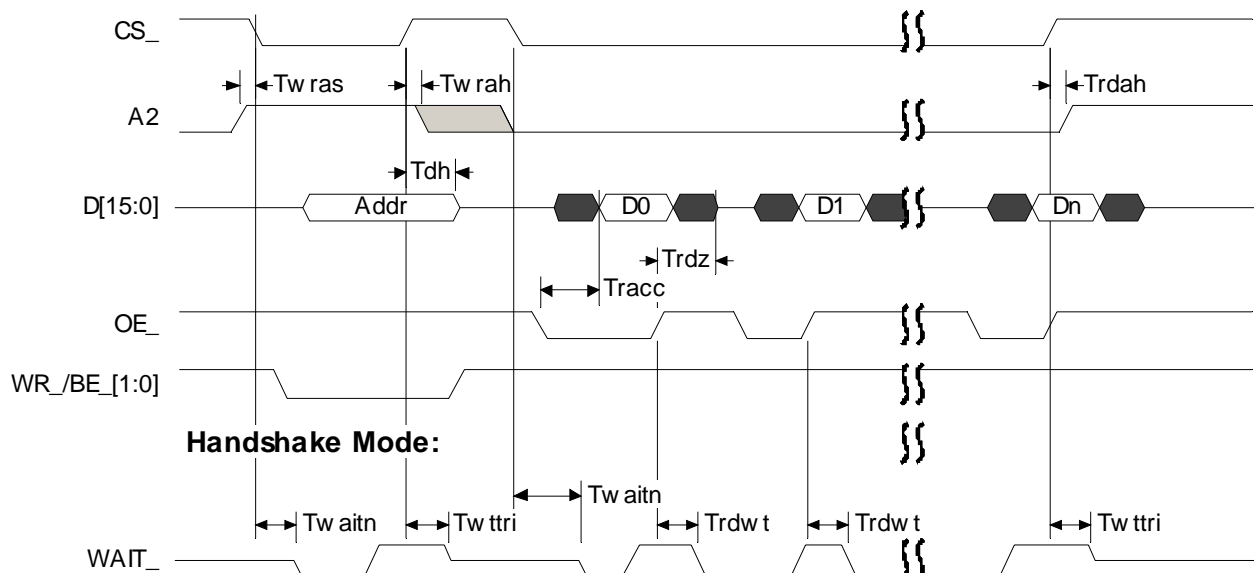 CS_
Tw ras
Tw rah
Trdah
A2
Tdh
D[15:0]
Addr
D0
D1
Dn
Trdz
Tracc
OE_
WR_/BE_[1:0]
Handshake Mode:
Tw aitn
Tw aitn
Tw ttri
Trdw t
Trdw t
Tw ttri
WAIT_